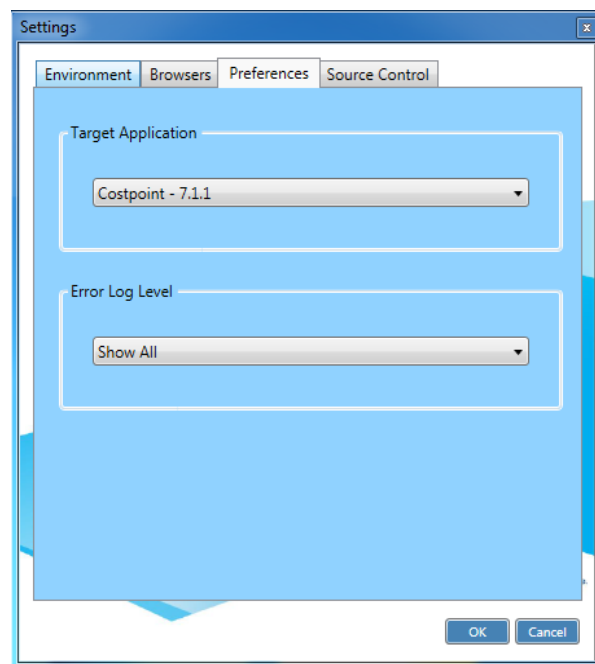 Settings
Environment Browsers Preferences Source Control
Target Application
Costpoint - 7.1.1
Error Log Level
Show All
OK Cancel